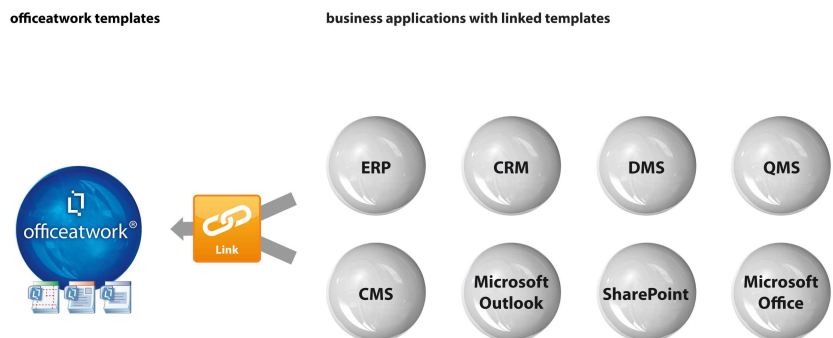 officeatwork templates
business applications with linked templates
ERP
CRM
DMS
QMS
officeatwork®
Link
CMS
Microsoft
Outlook
SharePoint
Microsoft
Office